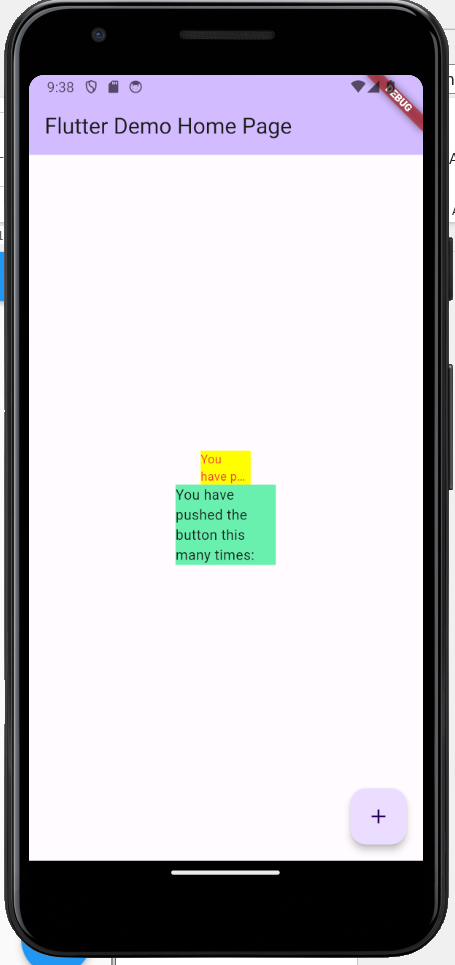 9:38
DEBUG
Flutter Demo Home Page
You
have p...
You have
pushed the
button this
many times:
+